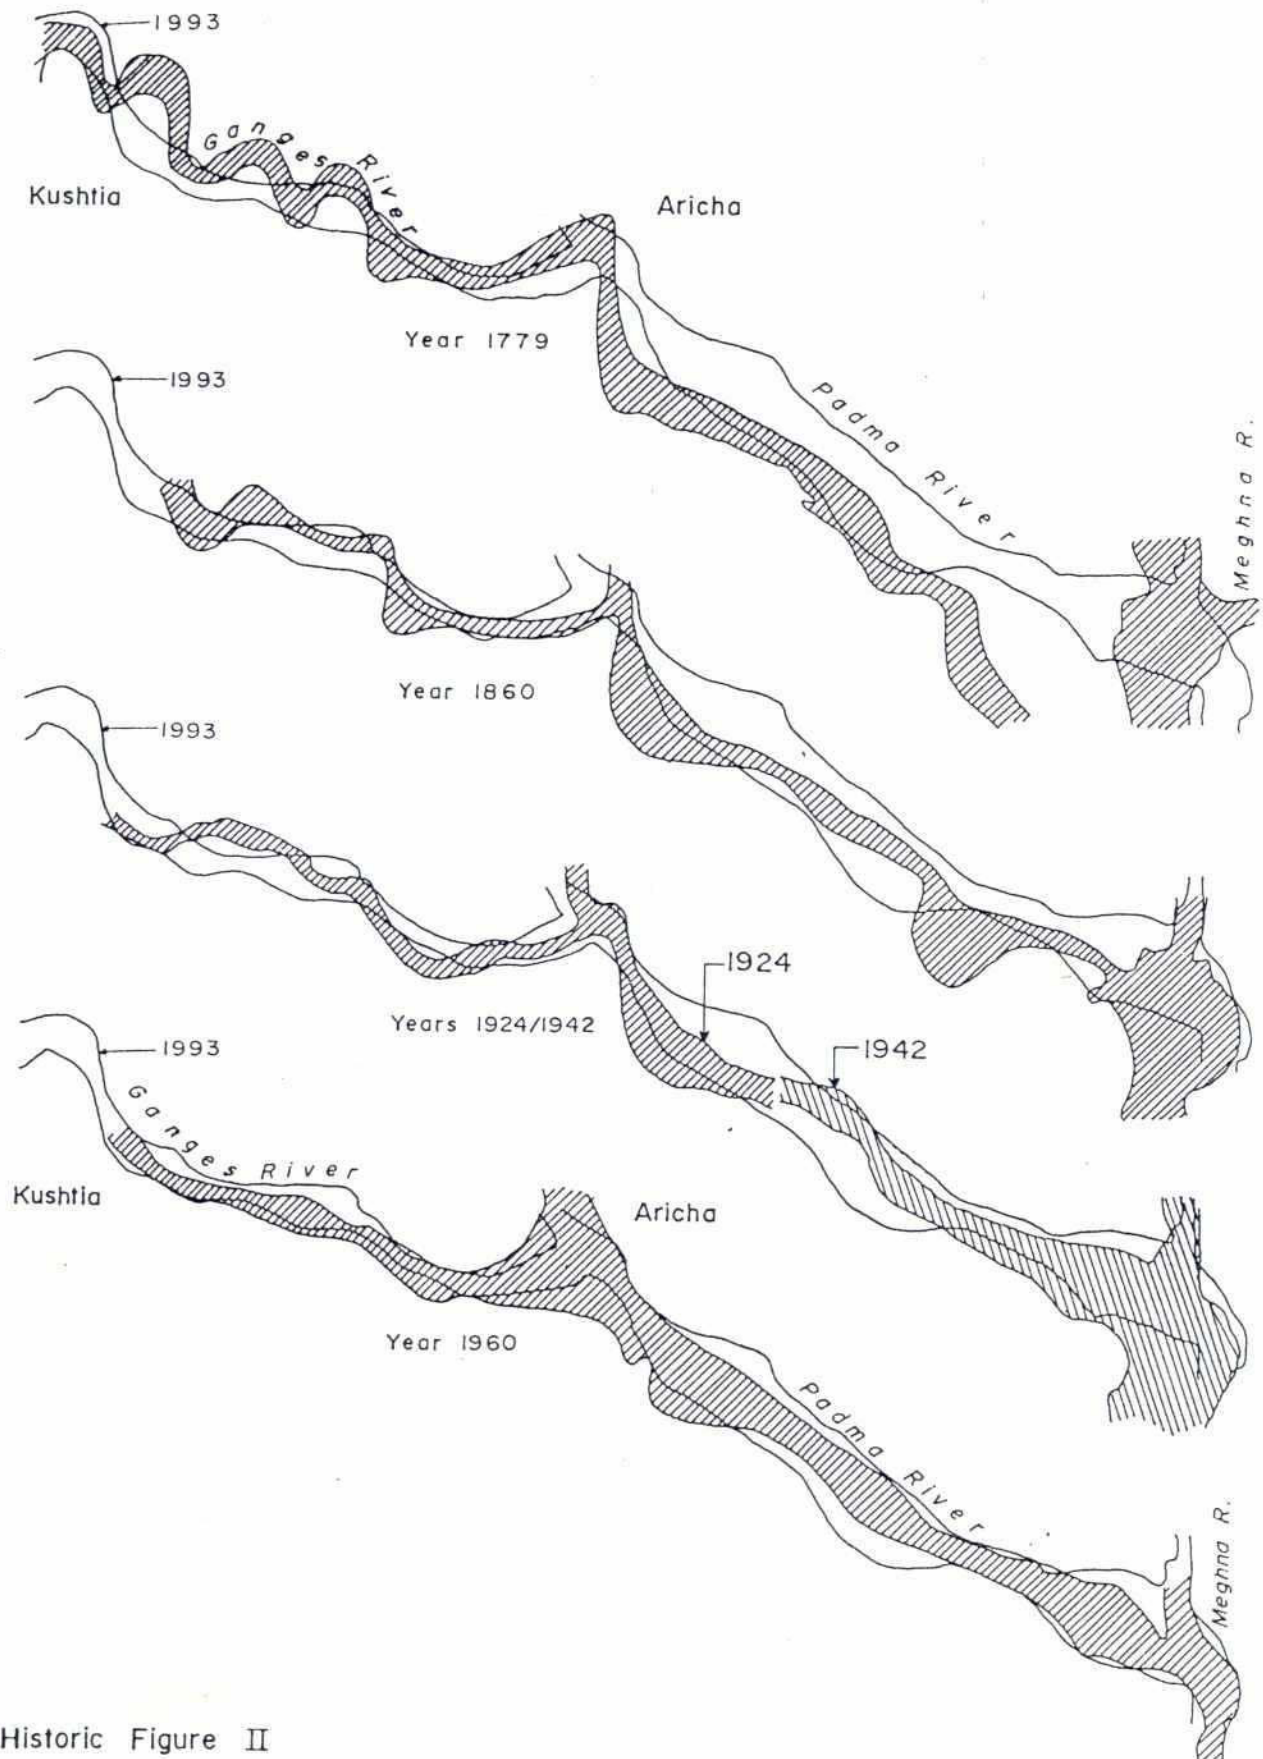 1993
Ganges River
Kushtia
Aricha
Year 1779
Padma River
Meghna R.
1993
Year 1860
1993
1924
Years 1924/1942
1942
1993
Ganges River
Kushtia
Aricha
Year 1960
Padma River
Meghna R.
Historic Figure II